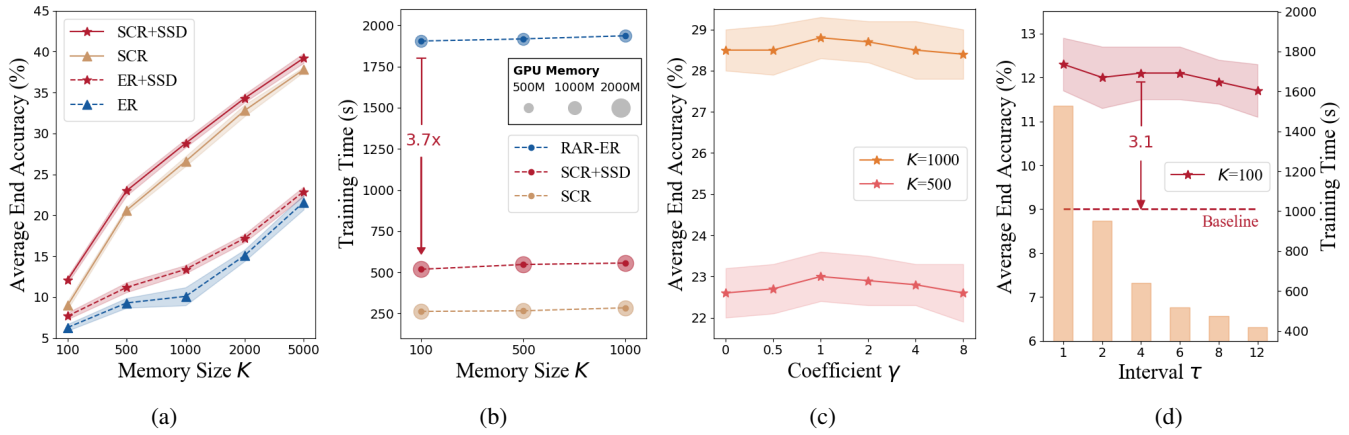 Average End Accuracy (%)
45
40
35
30
25
20
15
10
5
SCR+SSD
SCR
ER+SSD
ER
100 500 1000 2000 5000
Memory Size K
(a)
Training Time (s)
2000
1750
1500
1250
1000
750
500
250
3.7x
GPU Memory
500M 1000M 2000M
RAR-ER
SCR+SSD
SCR
100 500 1000
Memory Size K
(b)
Average End Accuracy (%)
29
28
27
26
25
24
23
22
K=1000
K=500
0 0.5 1 2 4 8
Coefficient γ
(c)
Average End Accuracy (%)
13
12
11
10
9
8
7
6
3.1
K=100
Baseline
1 2 4 6 8 12
Interval τ
2000
1800
1600
1400
1200
1000
800
600
400
Training Time (s)
(d)